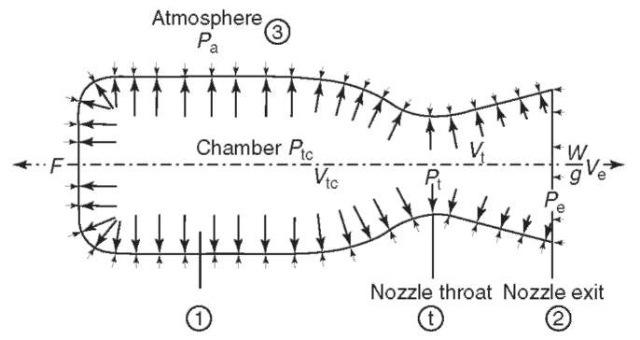 Atmosphere ③
Pa
Chamber Ptc
F
Vtc
Vt
Pt
W
g Ve
Pe
Nozzle throat Nozzle exit
① ⓣ ②